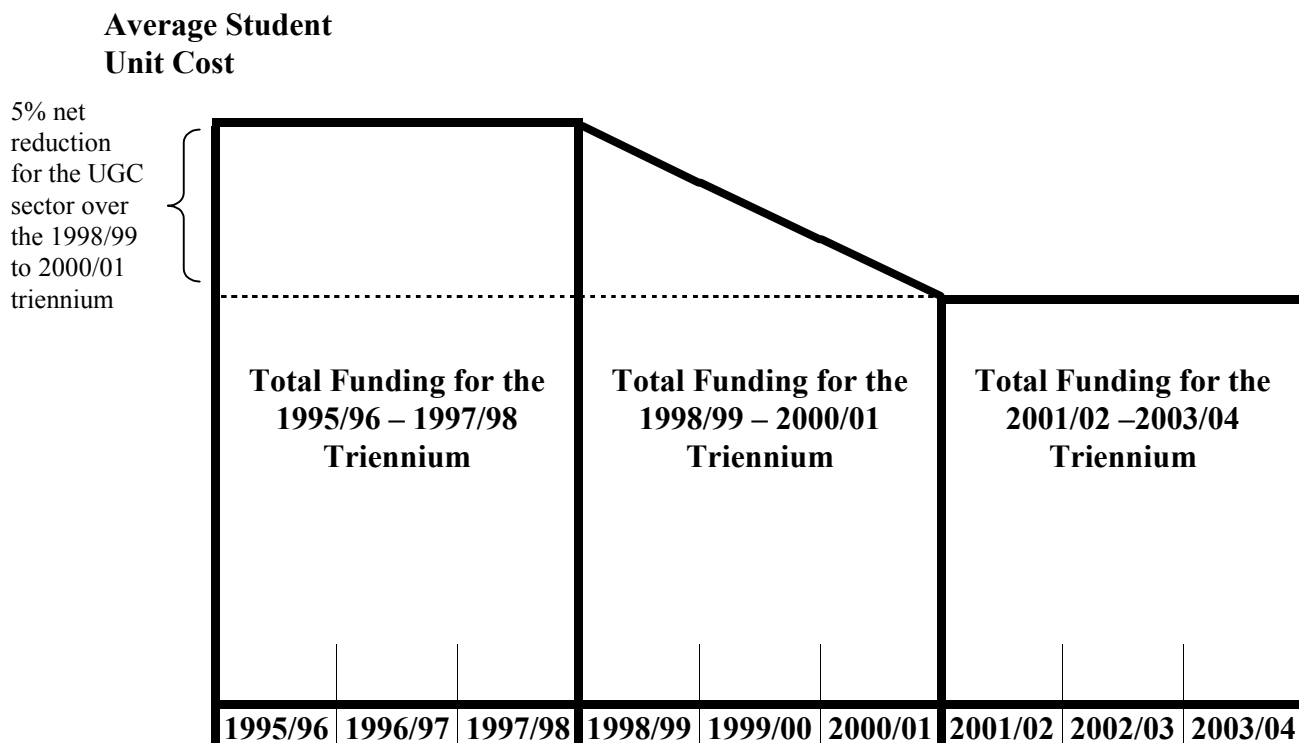 Average Student
Unit Cost
5% net
reduction
for the UGC
sector over
the 1998/99
to 2000/01
triennium
Total Funding for the
1995/96 – 1997/98
Triennium
Total Funding for the
1998/99 – 2000/01
Triennium
Total Funding for the
2001/02 –2003/04
Triennium
1995/96 1996/97 1997/98 1998/99 1999/00 2000/01 2001/02 2002/03 2003/04